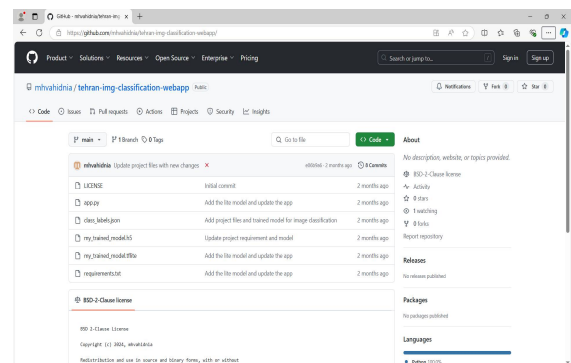 GitHub - mhvahidnia/tehran-img
https://github.com/mhvahidnia/tehran-img-classification-webapp/
Product Solutions Resources Open Source Enterprise Pricing
Search or jump to...
Sign in
Sign up
mhvahidnia / tehran-img-classification-webapp Public
Notifications Fork 0 Star 0
Code Issues Pull requests Actions Projects Security Insights
main 1 Branch 0 Tags
Go to file
Code
About
No description, website, or topics provided.
mhvahidnia Update project files with new changes
2 months ago 8 Commits
LICENSE Initial commit 2 months ago
app.py Add the lite model and update the app 2 months ago
class_labels.json Add project files and trained model for image classification 2 months ago
my_trained_model.h5 Update project requirement and model 2 months ago
my_trained_model.tflite Add the lite model and update the app 2 months ago
requirements.txt Add the lite model and update the app 2 months ago
BSD-2-Clause license
Activity
0 stars
1 watching
0 forks
Report repository
Releases
No releases published
Packages
No packages published
Languages
Python 100.0%
BSD-2-Clause license
BSD 2-Clause License
Copyright (c) 2024, mhvahidnia
Redistribution and use in source and binary forms, with or without